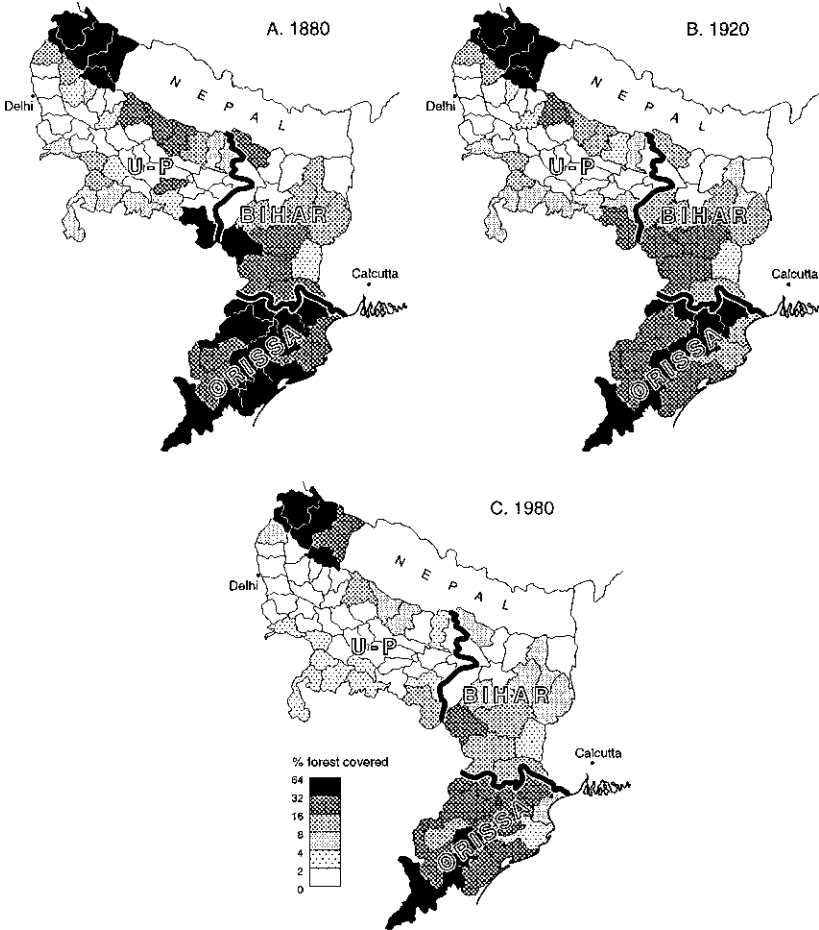 A. 1880
NEPAL
Delhi
U-P
BIHAR
Calcutta
ORISSA
B. 1920
NEPAL
Delhi
U-P
BIHAR
Calcutta
ORISSA
C. 1980
NEPAL
Delhi
U-P
BIHAR
Calcutta
ORISSA
% forest covered
64
32
16
8
4
2
0